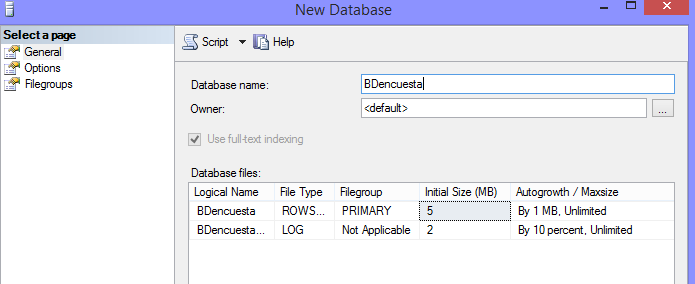 New Database
Select a page
General
Options
Filegroups
Script Help
Database name: BDencuesta
Owner: <default> ...
Use full-text indexing
Database files:
Logical Name File Type Filegroup Initial Size (MB) Autogrowth / Maxsize
BDencuesta ROWS... PRIMARY 5 By 1 MB, Unlimited
BDencuesta... LOG Not Applicable 2 By 10 percent, Unlimited